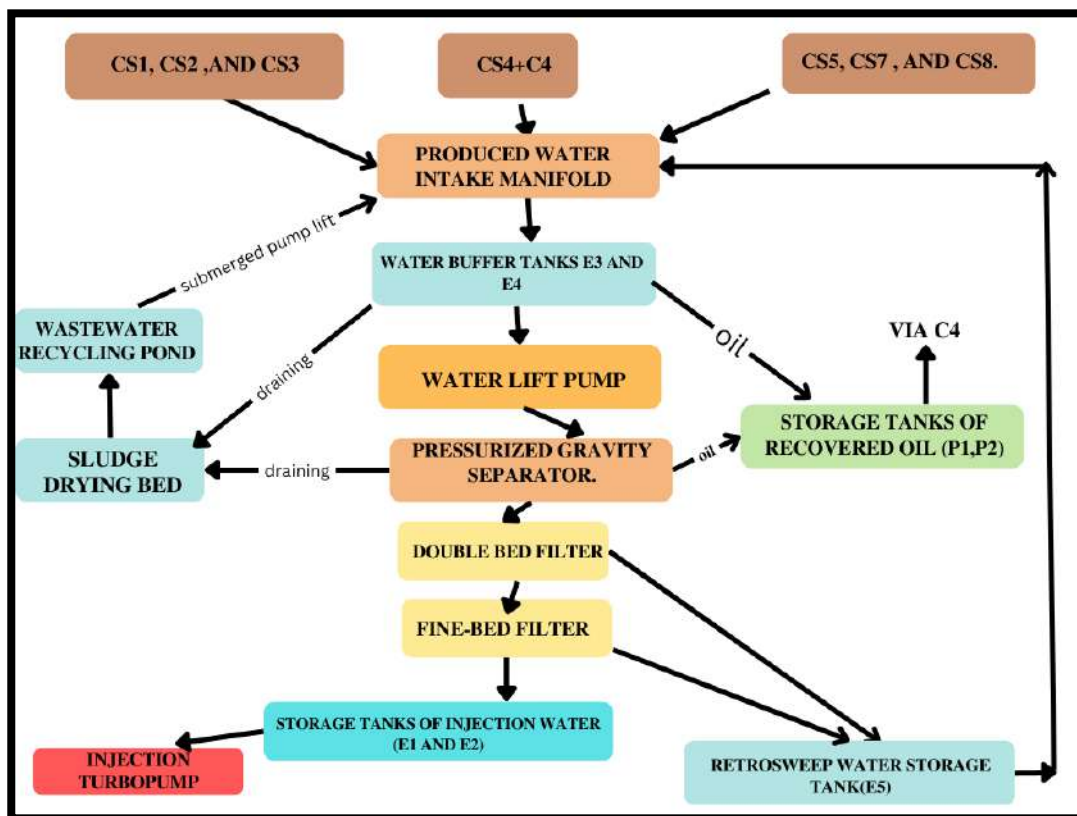 CS1, CS2 ,AND CS3
CS4+C4
CS5, CS7 , AND CS8.
PRODUCED WATER
INTAKE MANIFOLD
submerged pump lift
WATER BUFFER TANKS E3 AND
E4
WASTEWATER
RECYCLING POND
draining
oil
VIA C4
WATER LIFT PUMP
STORAGE TANKS OF
RECOVERED OIL (P1,P2)
SLUDGE
DRYING BED
draining
PRESSURIZED GRAVITY
SEPARATOR.
oil
DOUBLE BED FILTER
FINE-BED FILTER
STORAGE TANKS OF INJECTION WATER
(E1 AND E2)
INJECTION
TURBOPUMP
RETROSWEEP WATER STORAGE
TANK(E5)